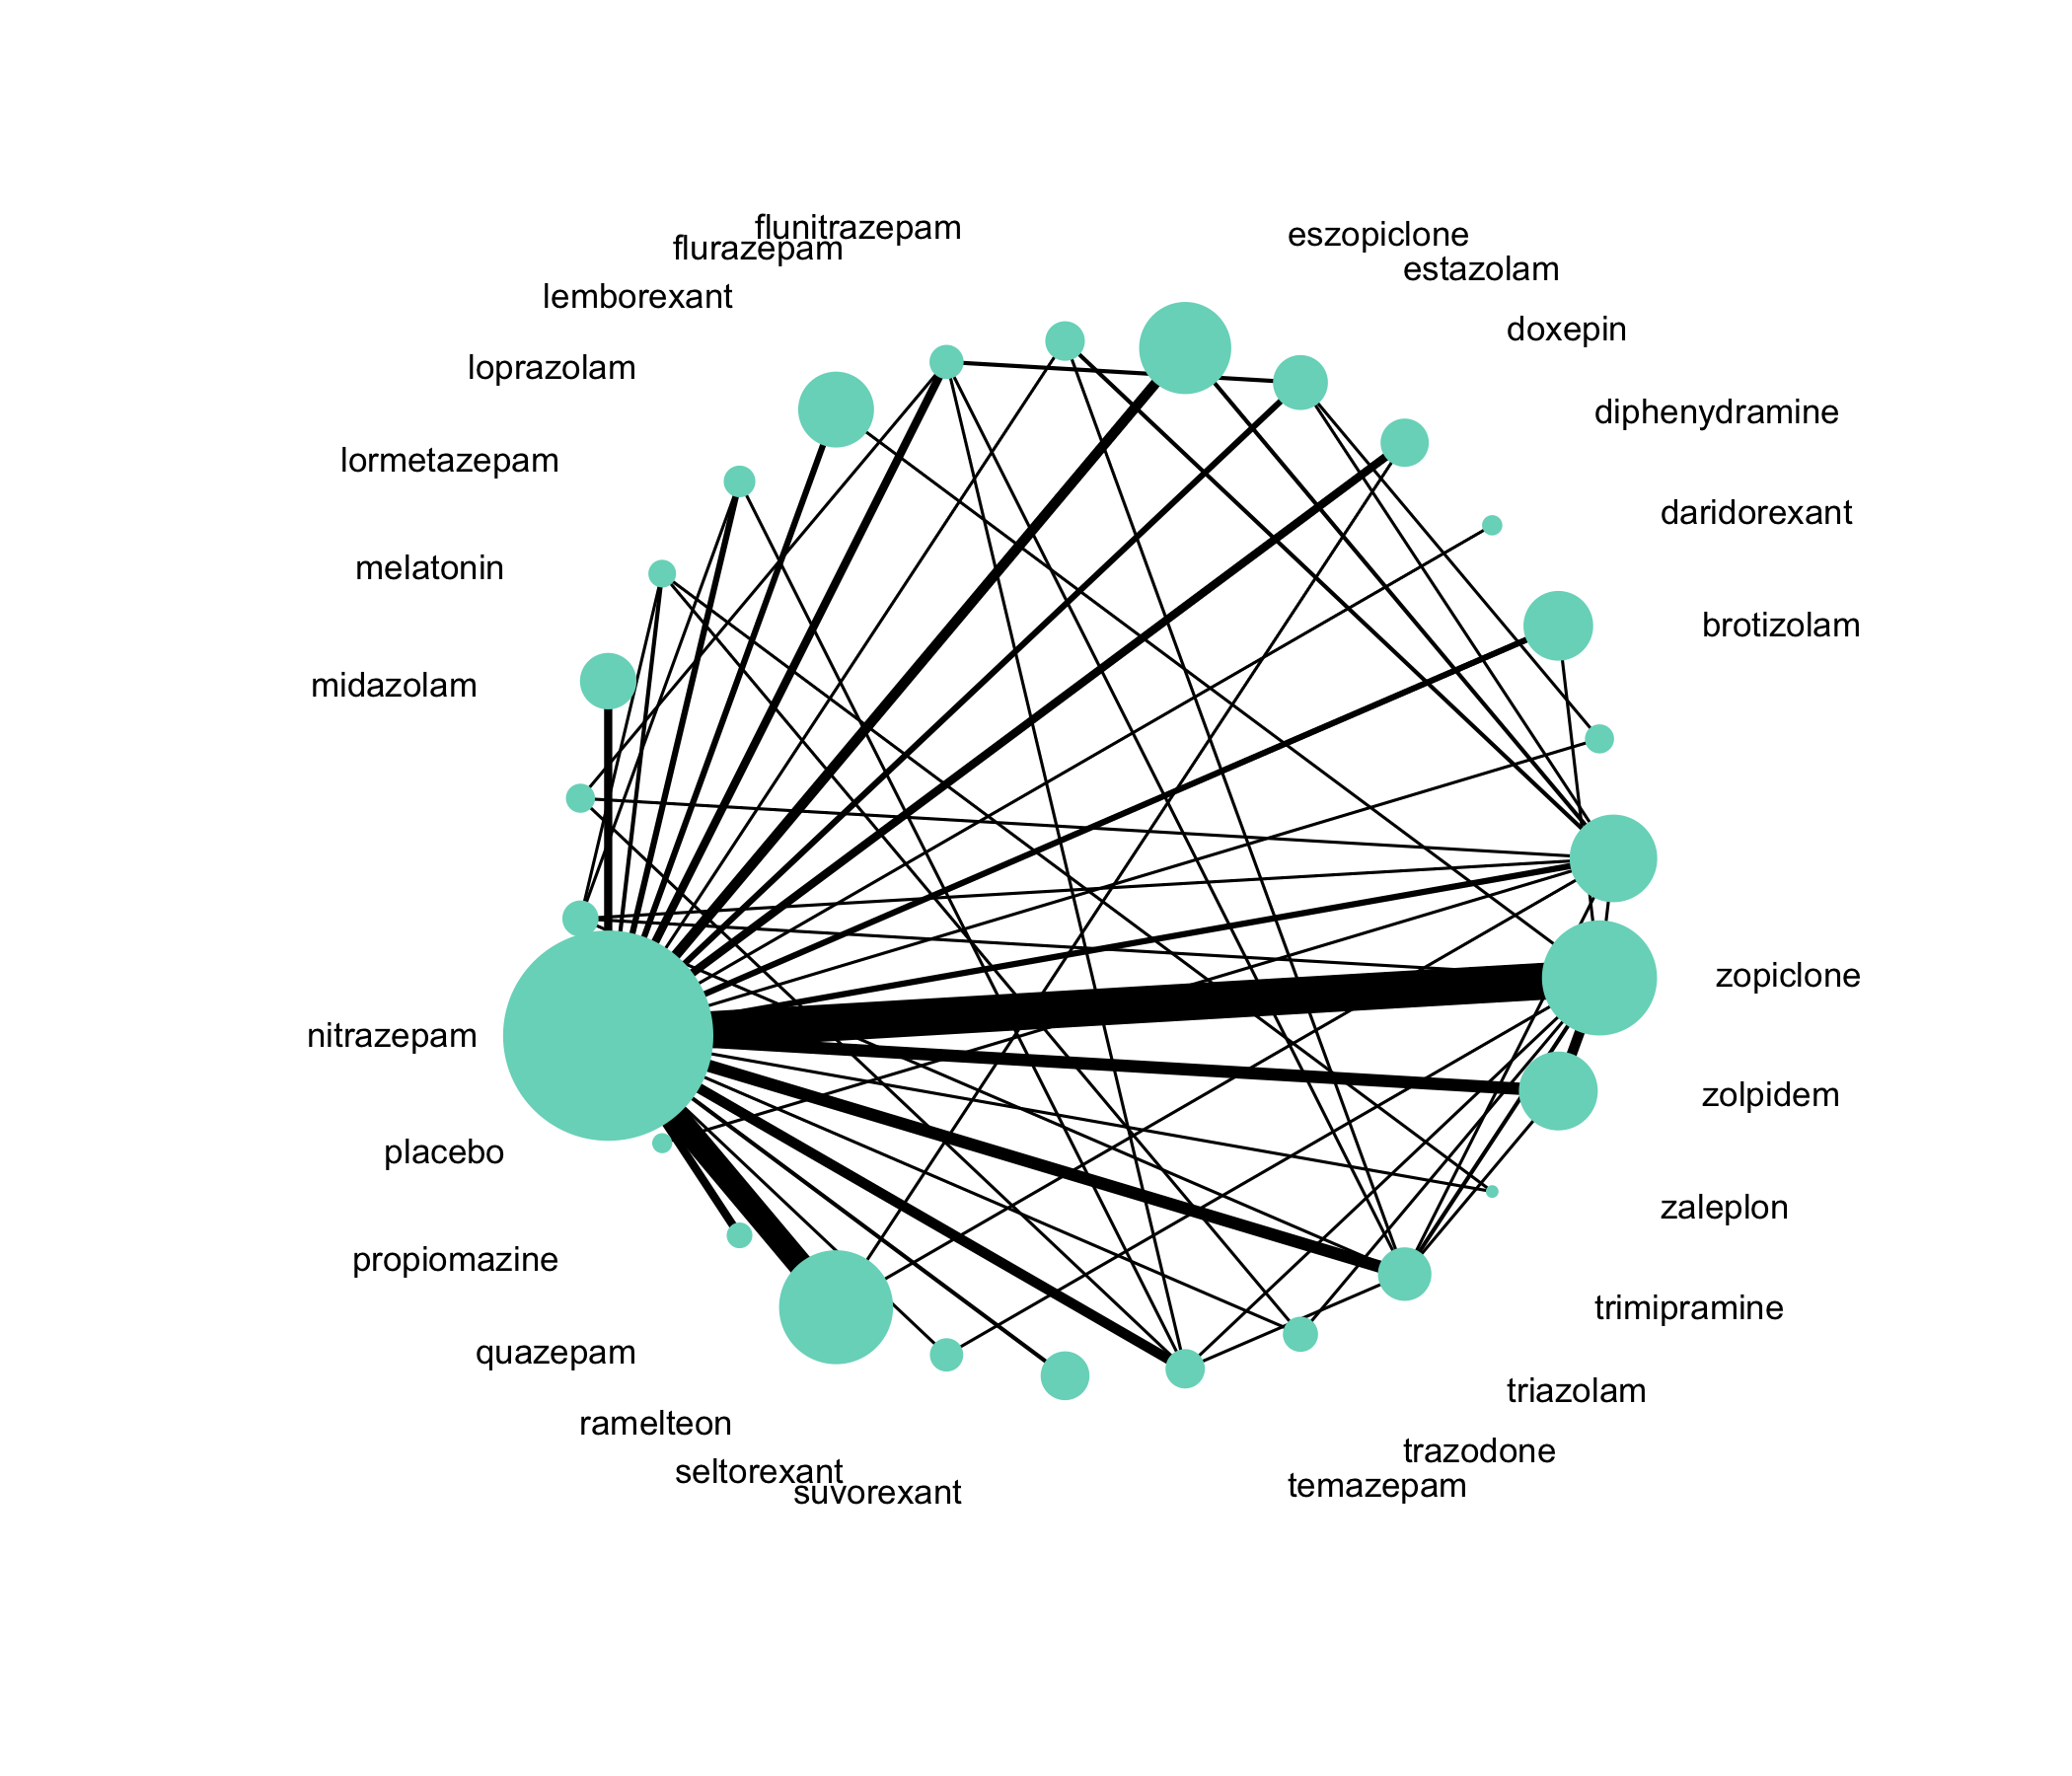 flunitrazepam
eszopiclone
flurazepam
estazolam
lemborexant
doxepin
loprazolam
diphenydramine
lormetazepam
daridorexant
melatonin
brotizolam
midazolam
zopiclone
nitrazepam
zolpidem
placebo
zaleplon
propiomazine
trimipramine
quazepam
triazolam
ramelteon
trazodone
seltorexant
temazepam
suvorexant